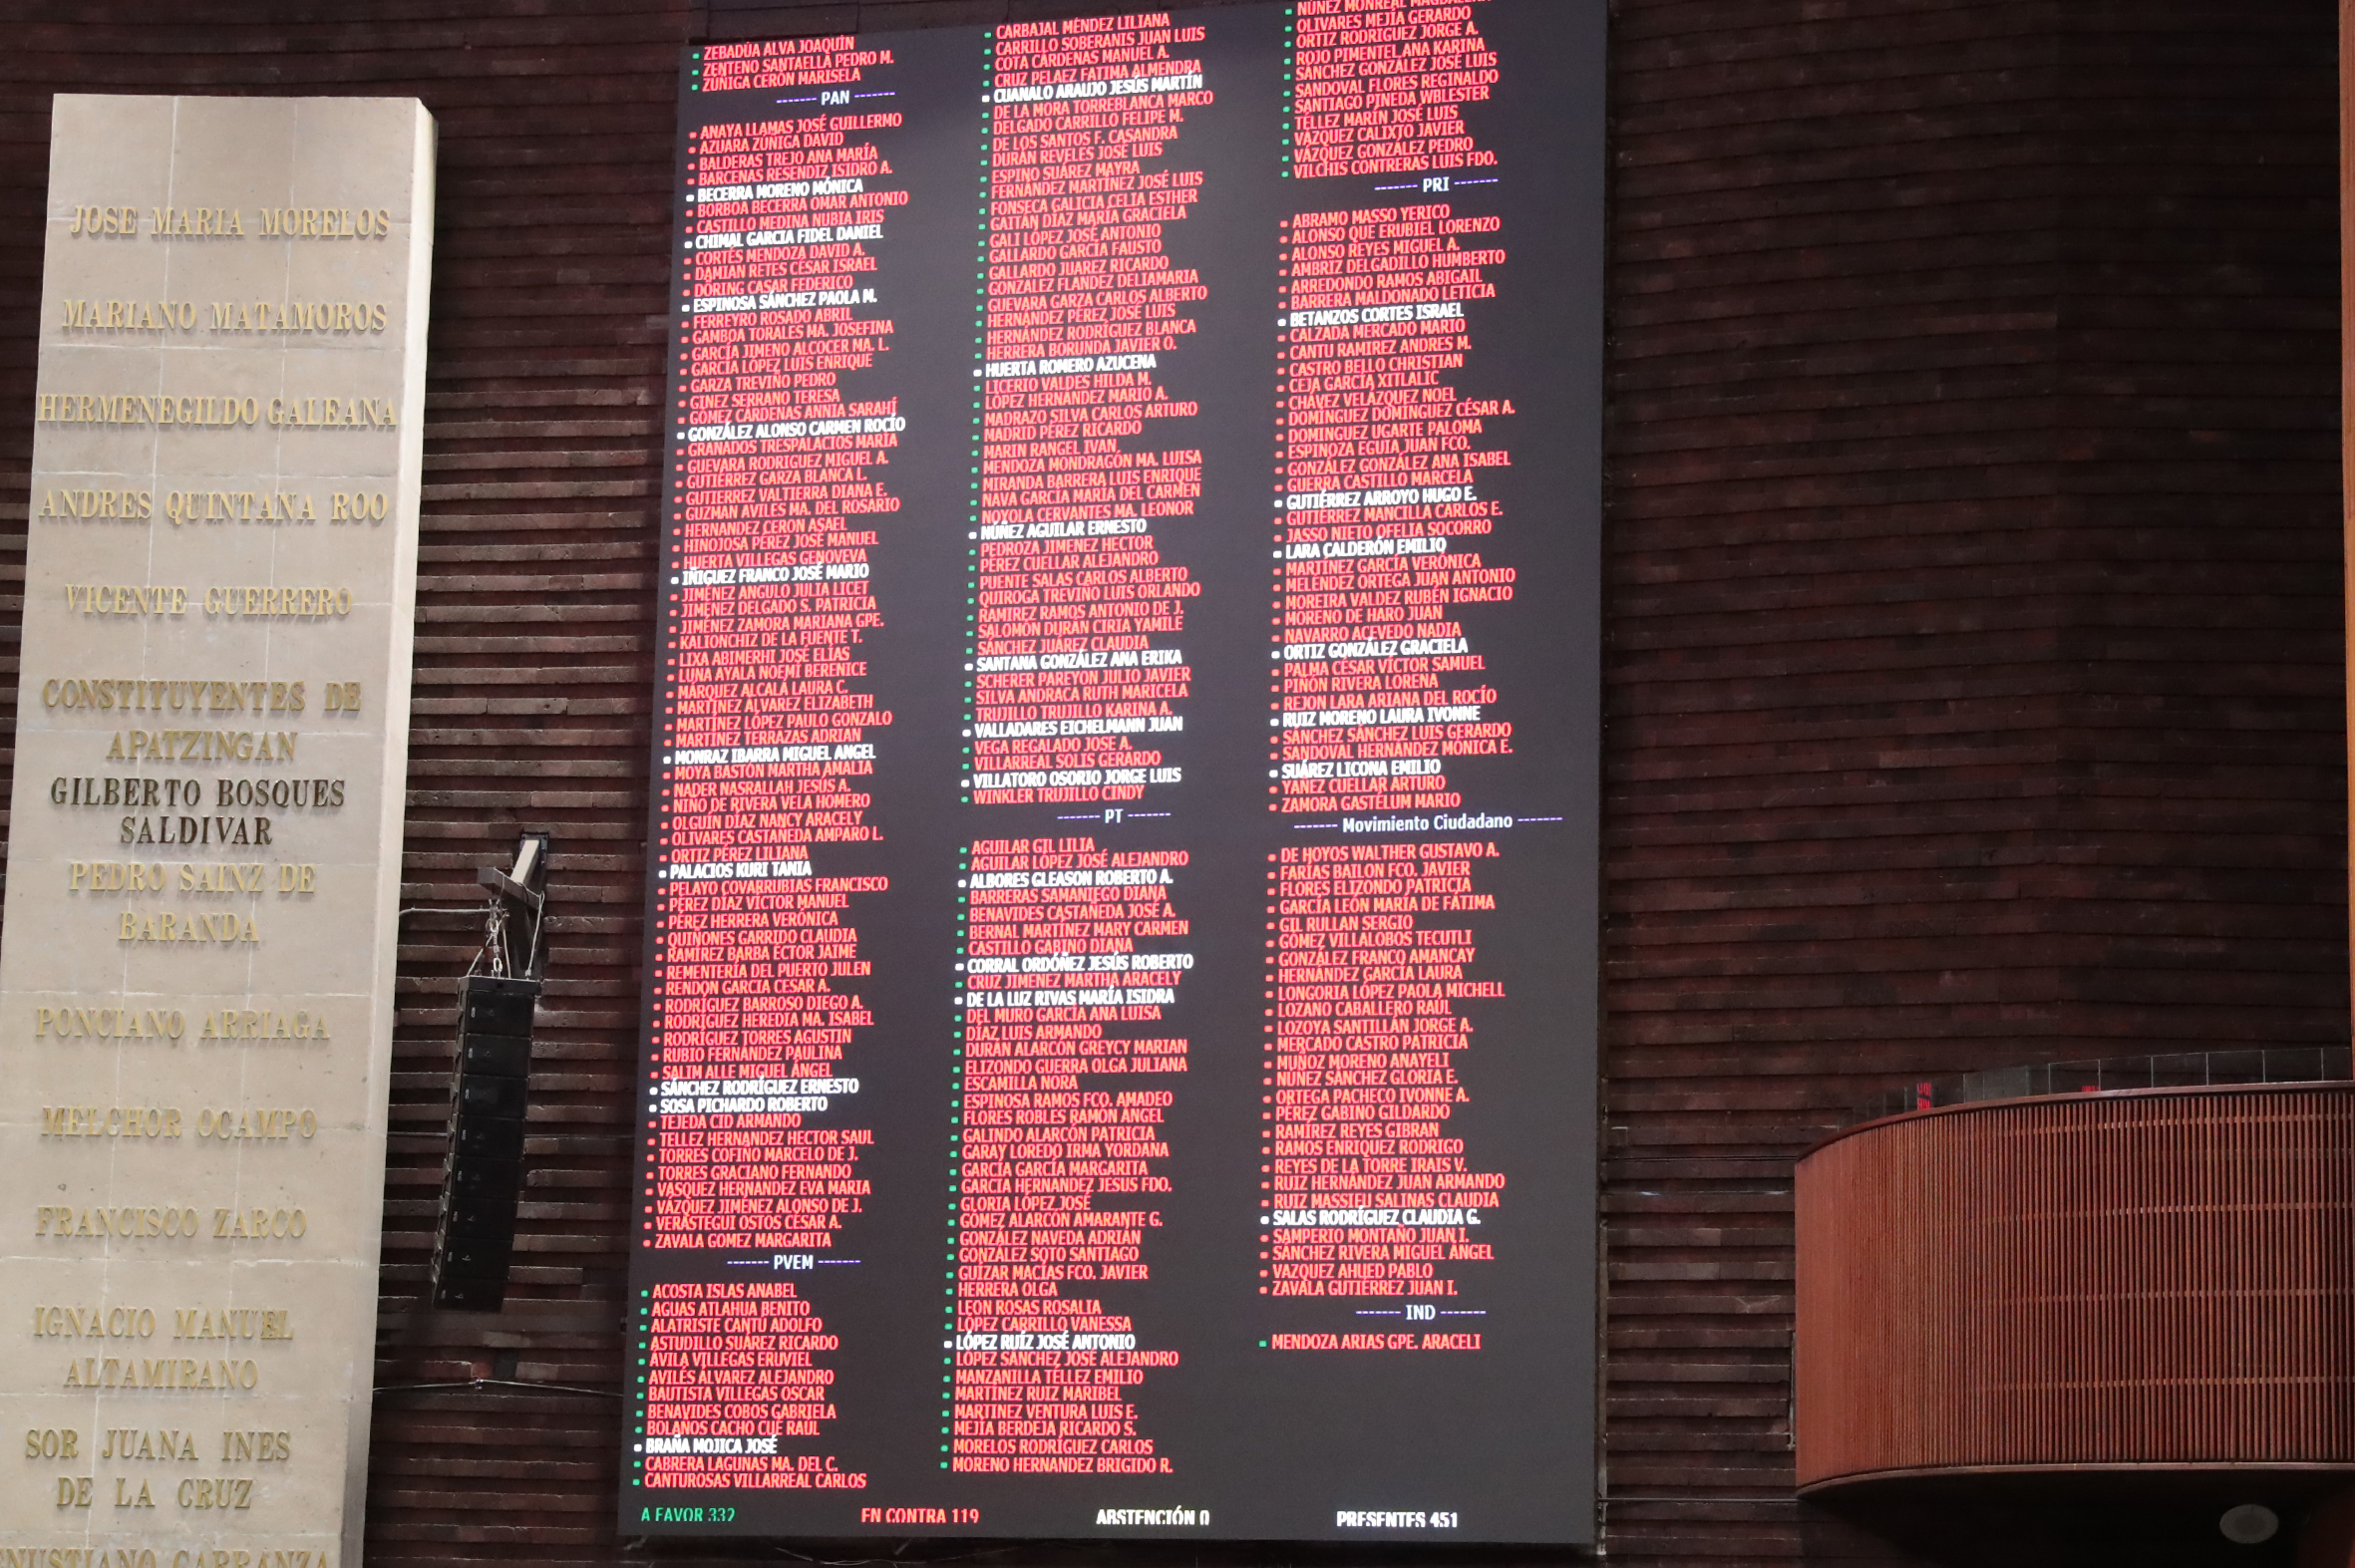 JOSE MARIA MORELOS
MARIANO MATAMOROS
HERMENEGILDO GALEANA
ANDRES QUINTANA ROO
VICENTE GUERRERO
CONSTITUYENTES DE
APATZINGAN
GILBERTO BOSQUES
SALDIVAR
PEDRO SAINZ DE
BARANDA
PONCIANO ARRIAGA
MELCHOR OCAMPO
FRANCISCO ZARCO
IGNACIO MANUEL
ALTAMIRANO
SOR JUANA INES
DE LA CRUZ
CARRANZA
ZEBADÚA ALVA JOAQUÍN
ZENTENO SANTAELLA PEDRO M.
ZÚÑIGA CERÓN MARISELA
------- PAN -------
ANAYA LLAMAS JOSÉ GUILLERMO
AZUARA ZÚÑIGA DAVID
BALDERAS TREJO ANA MARÍA
BÁRCENAS RESENDIZ ISIDRO A.
BECERRA MORENO MÓNICA
BORBOA BECERRA OMAR ANTONIO
CASTILLO MEDINA NUBIA IRIS
CHIMAL GARCÍA FIDEL DANIEL
CORTÉS MENDOZA DAVID A.
DAMIAN RETES CÉSAR ISRAEL
DÖRING CASAR FEDERICO
ESPINOSA SÁNCHEZ PAOLA M.
FERREYRO ROSADO ABRIL
GAMBOA TORALES MA. JOSEFINA
GARCÍA JIMENO ALCOCER MA. L.
GARCÍA LÓPEZ LUIS ENRIQUE
GARZA TREVIÑO PEDRO
GINEZ SERRANO TERESA
GÓMEZ CÁRDENAS ANNIA SARAHÍ
GONZÁLEZ ALONSO CARMEN ROCÍO
GRANADOS TRESPALACIOS MARÍA
GUEVARA RODRÍGUEZ MIGUEL A.
GUTIÉRREZ GARZA BLANCA L.
GUTIÉRREZ VALTIERRA DIANA E.
GUZMÁN AVILÉS MA. DEL ROSARIO
HERNÁNDEZ CERÓN ASAEL
HINOJOSA PÉREZ JOSÉ MANUEL
HUERTA VILLEGAS GENOVEVA
IÑIGUEZ FRANCO JOSÉ MARIO
JIMÉNEZ ANGULO JULIA LICET
JIMÉNEZ DELGADO S. PATRICIA
JIMÉNEZ ZAMORA MARIANA GPE.
KALIONCHIZ DE LA FUENTE T.
LIXA ABIMERHI JOSÉ ELÍAS
LUNA AYALA NOEMÍ BERENICE
MÁRQUEZ ALCALÁ LAURA C.
MARTÍNEZ ÁLVAREZ ELIZABETH
MARTÍNEZ LÓPEZ PAULO GONZALO
MARTÍNEZ TERRAZAS ADRIÁN
MONRAZ IBARRA MIGUEL ANGEL
MOYA BASTÓN MARTHA AMALIA
NADER NASRALLAH JESÚS A.
NIÑO DE RIVERA VELA HOMERO
OLGUÍN DÍAZ NANCY ARACELY
OLIVARES CASTAÑEDA AMPARO L.
ORTIZ PÉREZ LILIANA
PALACIOS KURI TANIA
PELAYO COVARRUBIAS FRANCISCO
PÉREZ DÍAZ VÍCTOR MANUEL
PÉREZ HERRERA VERÓNICA
QUIÑONES GARRIDO CLAUDIA
RAMÍREZ BARBA ÉCTOR JAIME
REMENTERÍA DEL PUERTO JULEN
RENDÓN GARCÍA CÉSAR A.
RODRÍGUEZ BARROSO DIEGO A.
RODRÍGUEZ HEREDIA MA. ISABEL
RODRÍGUEZ TORRES AGUSTÍN
RUBIO FERNÁNDEZ PAULINA
SALIM ALLE MIGUEL ÁNGEL
SÁNCHEZ RODRÍGUEZ ERNESTO
SOSA PICHARDO ROBERTO
TEJEDA CID ARMANDO
TÉLLEZ HERNÁNDEZ HÉCTOR SAÚL
TORRES COFIÑO MARCELO DE J.
TORRES GRACIANO FERNANDO
VÁSQUEZ HERNÁNDEZ EVA MARÍA
VÁZQUEZ JIMÉNEZ ALONSO DE J.
VERÁSTEGUI OSTOS CÉSAR A.
ZAVALA GÓMEZ MARGARITA
------- PVEM -------
ACOSTA ISLAS ANABEL
AGUAS ATLAHUA BENITO
ALATRISTE CANTÚ ADOLFO
ASTUDILLO SUÁREZ RICARDO
ÁVILA VILLEGAS ERUVIEL
AVILÉS ÁLVAREZ ALEJANDRO
BAUTISTA VILLEGAS OSCAR
BENAVIDES COBOS GABRIELA
BOLAÑOS CACHO CUÉ RAÚL
BRAÑA MOJICA JOSÉ
CABRERA LAGUNAS MA. DEL C.
CANTUROSAS VILLARREAL CARLOS
CARBAJAL MÉNDEZ LILIANA
CARRILLO SOBERANIS JUAN LUIS
COTA CÁRDENAS MANUEL A.
CRUZ PELÁEZ FÁTIMA ALMENDRA
CUANALO ARAUJO JESÚS MARTÍN
DE LA MORA TORREBLANCA MARCO
DELGADO CARRILLO FELIPE M.
DE LOS SANTOS F. CASANDRA
DURÁN REVELES JOSÉ LUIS
ESPINO SUÁREZ MAYRA
FERNÁNDEZ MARTÍNEZ JOSÉ LUIS
FONSECA GALICIA CELIA ESTHER
GAITÁN DÍAZ MARÍA GRACIELA
GALI LÓPEZ JOSÉ ANTONIO
GALLARDO GARCÍA FAUSTO
GALLARDO JUÁREZ RICARDO
GONZÁLEZ FLANDEZ DELIAMARÍA
GUEVARA GARZA CARLOS ALBERTO
HERNÁNDEZ PÉREZ JOSÉ LUIS
HERNÁNDEZ RODRÍGUEZ BLANCA
HERRERA BORUNDA JAVIER O.
HUERTA ROMERO AZUCENA
LICERIO VALDÉS HILDA M.
LÓPEZ HERNÁNDEZ MARIO A.
MADRAZO SILVA CARLOS ARTURO
MADRID PÉREZ RICARDO
MARÍN RANGEL IVÁN.
MENDOZA MONDRAGÓN MA. LUISA
MIRANDA BARRERA LUIS ENRIQUE
NAVA GARCÍA MARÍA DEL CARMEN
NOYOLA CERVANTES MA. LEONOR
NÚÑEZ AGUILAR ERNESTO
PEDROZA JIMÉNEZ HÉCTOR
PÉREZ CUÉLLAR ALEJANDRO
PUENTE SALAS CARLOS ALBERTO
QUIROGA TREVIÑO LUIS ORLANDO
RAMÍREZ RAMOS ANTONIO DE J.
SALOMÓN DURÁN CIRIA YAMILE
SÁNCHEZ JUÁREZ CLAUDIA
SANTANA GONZÁLEZ ANA ERIKA
SCHERER PAREYÓN JULIO JAVIER
SILVA ANDRACA RUTH MARICELA
TRUJILLO TRUJILLO KARINA A.
VALLADARES EICHELMANN JUAN
VEGA REGALADO JOSÉ A.
VILLARREAL SOLÍS GERARDO
VILLATORO OSORIO JORGE LUIS
WINKLER TRUJILLO CINDY
------- PT -------
AGUILAR GIL LILIA
AGUILAR LÓPEZ JOSÉ ALEJANDRO
ALBORES GLEASON ROBERTO A.
BARRERAS SAMANIEGO DIANA
BENAVIDES CASTAÑEDA JOSÉ A.
BERNAL MARTÍNEZ MARY CARMEN
CASTILLO GABINO DIANA
CORRAL ORDÓÑEZ JESÚS ROBERTO
CRUZ JIMÉNEZ MARTHA ARACELY
DE LA LUZ RIVAS MARÍA ISIDRA
DEL MURO GARCÍA ANA LUISA
DÍAZ LUIS ARMANDO
DURÁN ALARCÓN GREYCY MARIAN
ELIZONDO GUERRA OLGA JULIANA
ESCAMILLA NORA
ESPINOSA RAMOS FCO. AMADEO
FLORES ROBLES RAMÓN ÁNGEL
GALINDO ALARCÓN PATRICIA
GARAY LOREDO IRMA YORDANA
GARCÍA GARCÍA MARGARITA
GARCÍA HERNÁNDEZ JESÚS FDO.
GLORIA LÓPEZ JOSÉ
GÓMEZ ALARCÓN AMARANTE G.
GONZÁLEZ NAVEDA ADRIÁN
GONZÁLEZ SOTO SANTIAGO
GUÍZAR MACÍAS FCO. JAVIER
HERRERA OLGA
LEÓN ROSAS ROSALÍA
LÓPEZ CARRILLO VANESSA
LÓPEZ RUÍZ JOSÉ ANTONIO
LÓPEZ SÁNCHEZ JOSÉ ALEJANDRO
MANZANILLA TÉLLEZ EMILIO
MARTÍNEZ RUIZ MARIBEL
MARTÍNEZ VENTURA LUIS E.
MEJÍA BERDEJA RICARDO S.
MORELOS RODRÍGUEZ CARLOS
MORENO HERNÁNDEZ BRIGIDO R.
NÚÑEZ MONREAL MAGDALENA
OLIVARES MEJÍA GERARDO
ORTIZ RODRÍGUEZ JORGE A.
ROJO PIMENTEL ANA KARINA
SÁNCHEZ GONZÁLEZ JOSÉ LUIS
SANDOVAL FLORES REGINALDO
SANTIAGO PINEDA WBLESTER
TÉLLEZ MARÍN JOSÉ LUIS
VÁZQUEZ CALIXTO JAVIER
VÁZQUEZ GONZÁLEZ PEDRO
VILCHIS CONTRERAS LUIS FDO.
------- PRI -------
ABRAMO MASSO YERICO
ALONSO QUE ERUBIEL LORENZO
ALONSO REYES MIGUEL A.
AMBRIZ DELGADILLO HUMBERTO
ARREDONDO RAMOS ABIGAIL
BARRERA MALDONADO LETICIA
BETANZOS CORTES ISRAEL
CALZADA MERCADO MARIO
CANTÚ RAMÍREZ ANDRÉS M.
CASTRO BELLO CHRISTIAN
CEJA GARCÍA XITLALIC
CHÁVEZ VELÁZQUEZ NOEL
DOMÍNGUEZ DOMÍNGUEZ CÉSAR A.
DOMÍNGUEZ UGARTE PALOMA
ESPINOZA EGUÍA JUAN FCO.
GONZÁLEZ GONZÁLEZ ANA ISABEL
GUERRA CASTILLO MARCELA
GUTIÉRREZ ARROYO HUGO E.
GUTIÉRREZ MANCILLA CARLOS E.
JASSO NIETO OFELIA SOCORRO
LARA CALDERÓN EMILIO
MARTÍNEZ GARCÍA VERÓNICA
MELÉNDEZ ORTEGA JUAN ANTONIO
MOREIRA VALDEZ RUBÉN IGNACIO
MORENO DE HARO JUAN
NAVARRO ACEVEDO NADIA
ORTIZ GONZÁLEZ GRACIELA
PALMA CÉSAR VÍCTOR SAMUEL
PIÑÓN RIVERA LORENA
REJÓN LARA ARIANA DEL ROCÍO
RUIZ MORENO LAURA IVONNE
SÁNCHEZ SÁNCHEZ LUIS GERARDO
SANDOVAL HERNÁNDEZ MÓNICA E.
SUÁREZ LICONA EMILIO
YÁÑEZ CUÉLLAR ARTURO
ZAMORA GASTÉLUM MARIO
------- Movimiento Ciudadano -------
DE HOYOS WALTHER GUSTAVO A.
FARÍAS BAILÓN FCO. JAVIER
FLORES ELIZONDO PATRICIA
GARCÍA LEÓN MARÍA DE FÁTIMA
GIL RULLAN SERGIO
GÓMEZ VILLALOBOS TECUTLI
GONZÁLEZ FRANCO AMANCAY
HERNÁNDEZ GARCÍA LAURA
LONGORIA LÓPEZ PAOLA MICHELL
LOZANO CABALLERO RAÚL
LOZOYA SANTILLÁN JORGE A.
MERCADO CASTRO PATRICIA
MUÑOZ MORENO ANAYELI
NÚÑEZ SÁNCHEZ GLORIA E.
ORTEGA PACHECO IVONNE A.
PÉREZ GABINO GILDARDO
RAMÍREZ REYES GIBRÁN
RAMOS ENRÍQUEZ RODRIGO
REYES DE LA TORRE IRAIS V.
RUIZ HERNÁNDEZ JUAN ARMANDO
RUIZ MASSIEU SALINAS CLAUDIA
SALAS RODRÍGUEZ CLAUDIA G.
SAMPERIO MONTAÑO JUAN I.
SÁNCHEZ RIVERA MIGUEL ÁNGEL
VÁZQUEZ AHUED PABLO
ZAVALA GUTIÉRREZ JUAN I.
------- IND -------
MENDOZA ARIAS GPE. ARACELI
A FAVOR 332
EN CONTRA 119
ABSTENCIÓN 0
PRESENTES 451